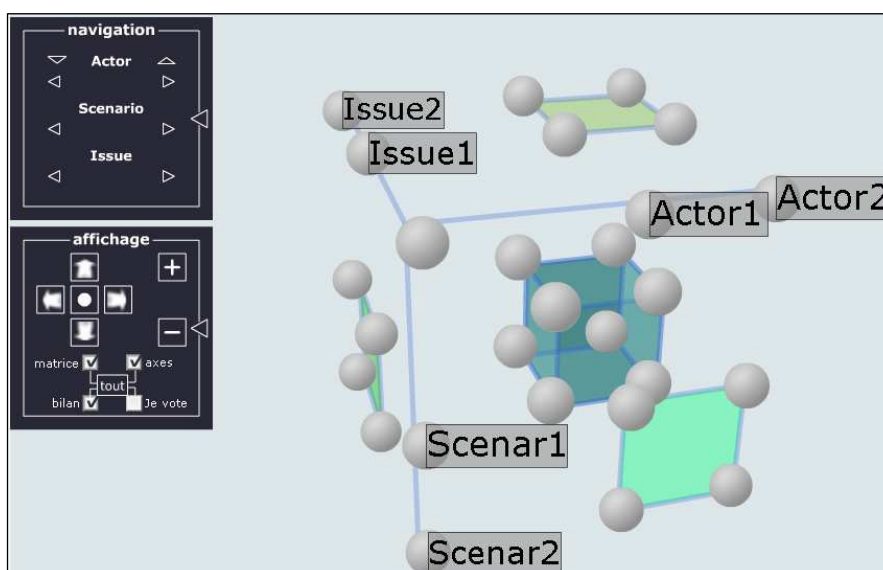 navigation
Actor
Scenario
Issue
affichage
matrice
axes
tout
bilan
Je vote
Issue2
Issue1
Actor1
Actor2
Scenar1
Scenar2